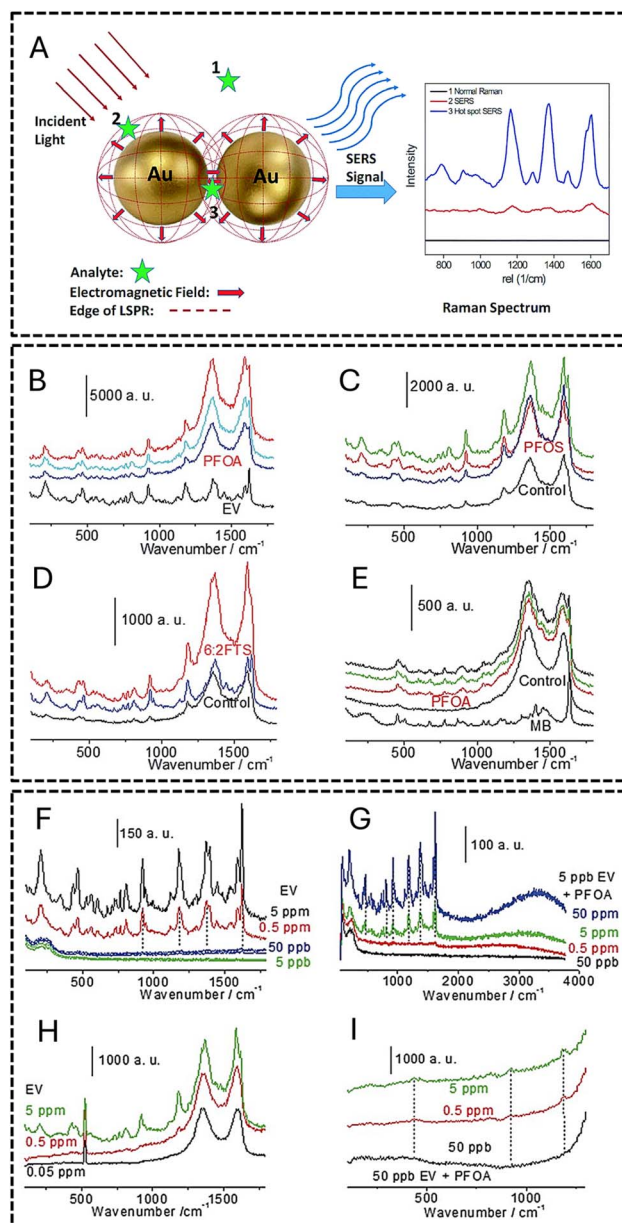 A
1
1 Normal Raman
2 SERS
3 Hot spot SERS
Incident
Light
2
Au
Au
3
SERS
Signal
Intensity
800
1000
1200
1400
1600
rel (1/cm)
Analyte:
Electromagnetic Field:
Edge of LSPR:
Raman Spectrum
B
5000 a. u.
PFOA
EV
500
1000
1500
Wavenumber / cm-1
C
2000 a. u.
PFOS
Control
500
1000
1500
Wavenumber / cm-1
D
1000 a. u.
6:2FTS
Control
500
1000
1500
Wavenumber / cm-1
E
500 a. u.
Control
PFOA
MB
500
1000
1500
Wavenumber / cm-1
F
150 a. u.
EV
5 ppm
0.5 ppm
50 ppb
5 ppb
500
1000
1500
Wavenumber /cm-1
G
100 a. u.
5 ppb EV
+ PFOA
50 ppm
5 ppm
0.5 ppm
50 ppb
1000
2000
3000
4000
Wavenumber / cm-1
H
1000 a. u.
EV
5 ppm
0.5 ppm
0.05 ppm
500
1000
1500
Wavenumber / cm-1
I
1000 a. u.
5 ppm
0.5 ppm
50 ppb
50 ppb EV + PFOA
500
1000
Wavenumber / cm-1